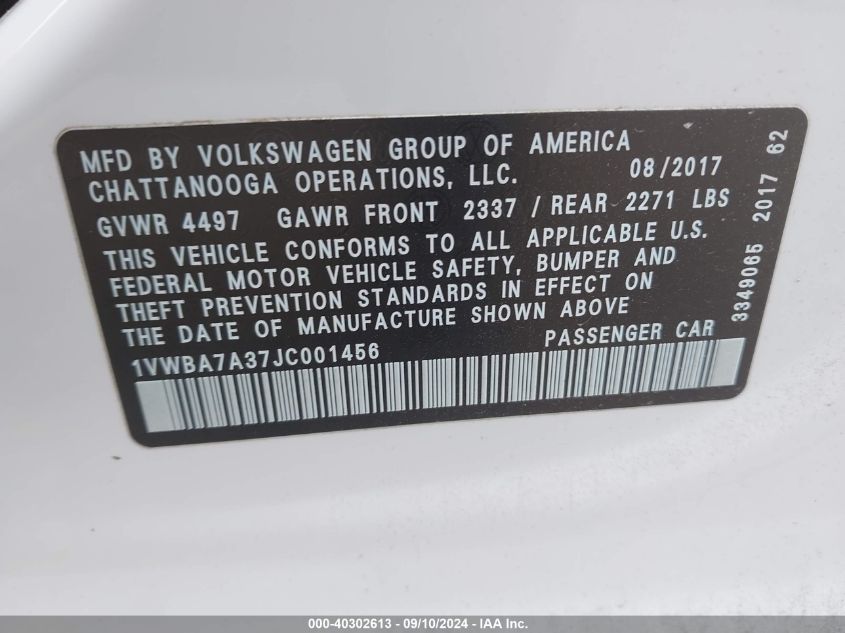 MFD BY VOLKSWAGEN GROUP OF AMERICA
CHATTANOOGA OPERATIONS, LLC. 08/2017
GVWR 4497 GAWR FRONT 2337 / REAR 2271 LBS
THIS VEHICLE CONFORMS TO ALL APPLICABLE U.S.
FEDERAL MOTOR VEHICLE SAFETY, BUMPER AND
THEFT PREVENTION STANDARDS IN EFFECT ON
THE DATE OF MANUFACTURE SHOWN ABOVE
1VWBA7A37JC001456 PASSENGER CAR
3349065 2017 62
000-40302613 - 09/10/2024 - IAA Inc.